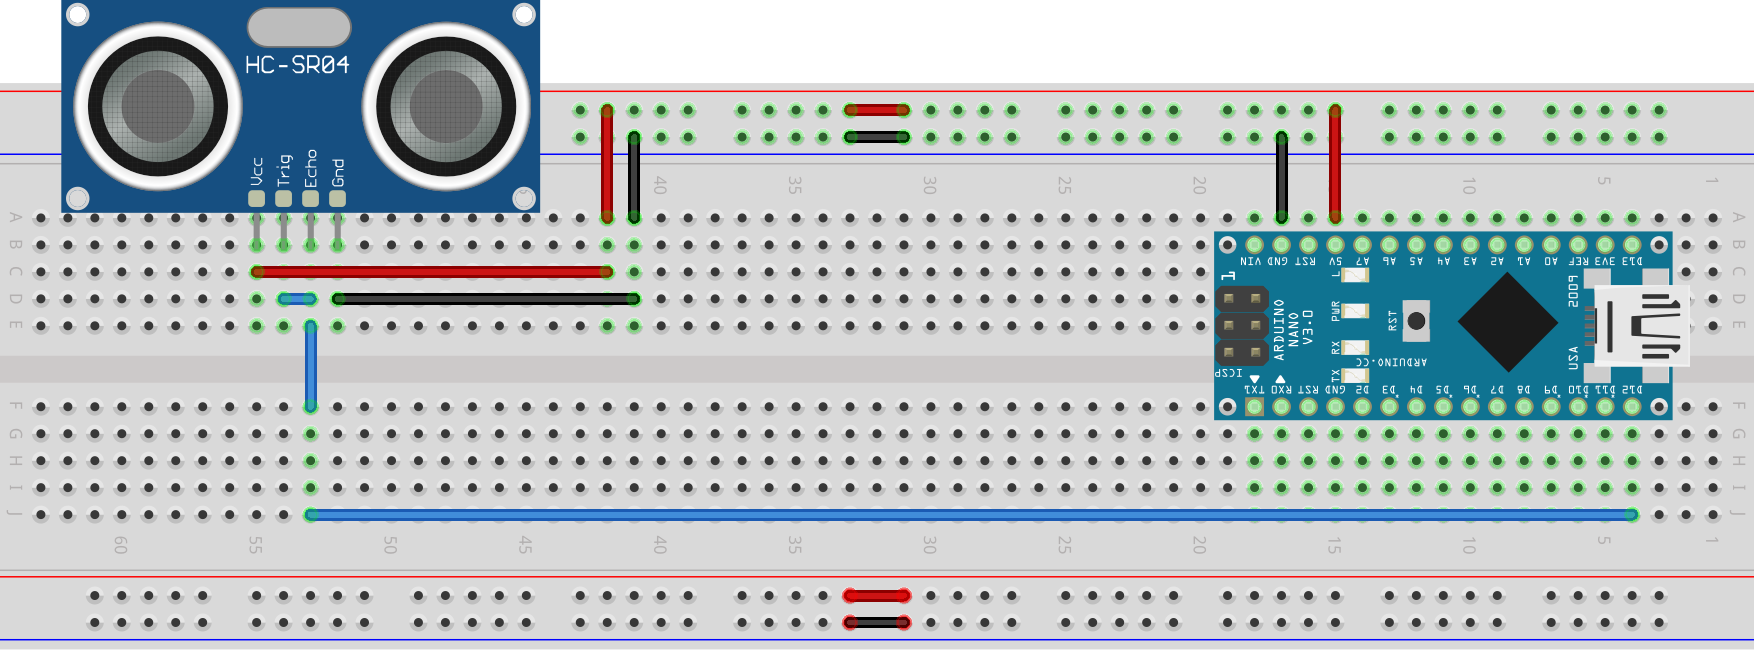 HC-SR04
Vcc Trig Echo Gnd
40 35 30 25 20 10 5 1
A A
B B
C C
D D
E E
VIN GND RST 5V A7 A6 A5 A4 A3 A2 A1 A0 REF 3V3 D13
1
L
PWR
RX
TX
RST
ARDUINO
NANO
V3.0
ARDUINO.CC
USA
2009
ICSP
TX1 RX0 RST GND D2 D3 D4 D5 D6 D7 D8 D9 D10 D11 D12
F F
G G
H H
I I
J J
60 55 50 45 40 35 30 25 20 15 10 5 1